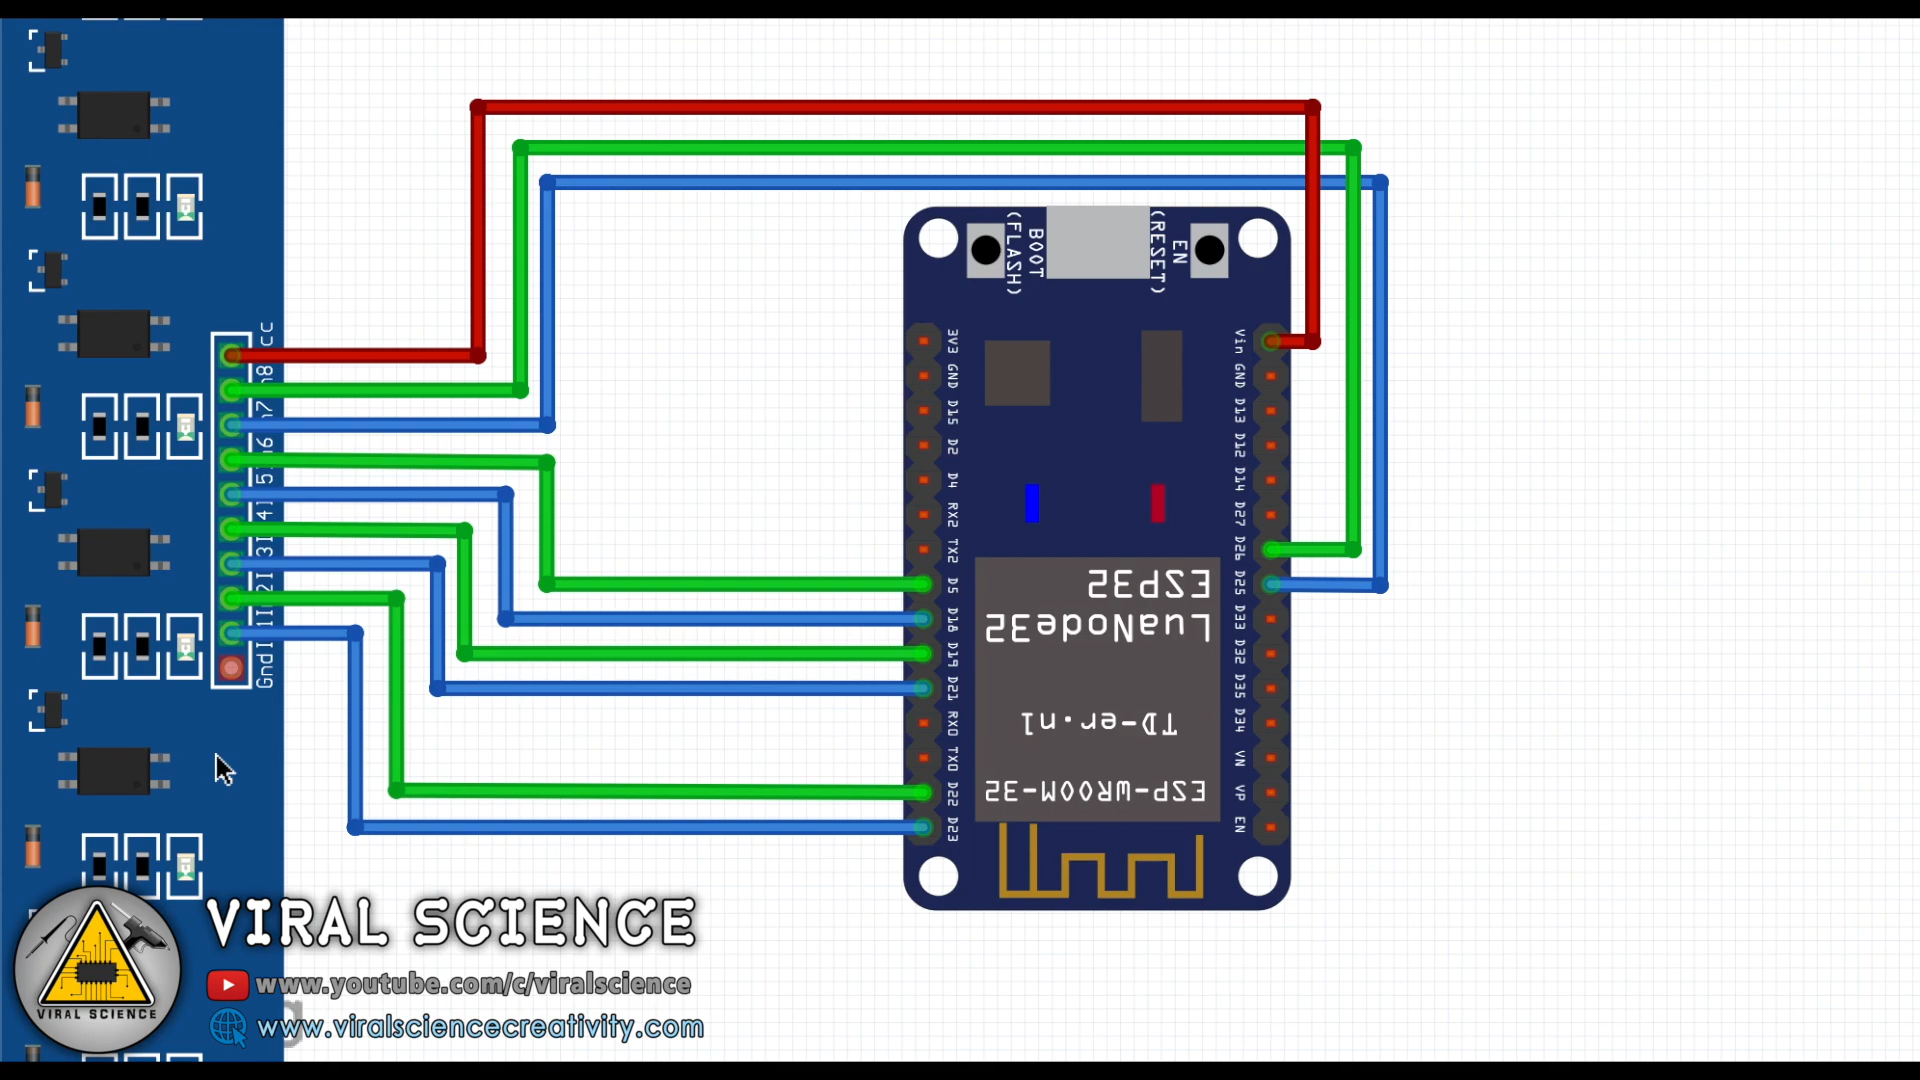 BOOT
(FLASH)
EN
(RESET)
3V3
GND
D15
D2
D4
RX2
TX2
D5
D18
D19
D21
RX0
TX0
D22
D23
Vin
GND
D13
D12
D14
D27
D26
D25
D33
D32
D35
D34
VN
VP
EN
ESP32
LuaNode32
TD-er.nl
ESP-WROOM-32
Gnd
VIRAL SCIENCE
www.youtube.com/c/viralscience
www.viralsciencecreativity.com
VIRAL SCIENCE